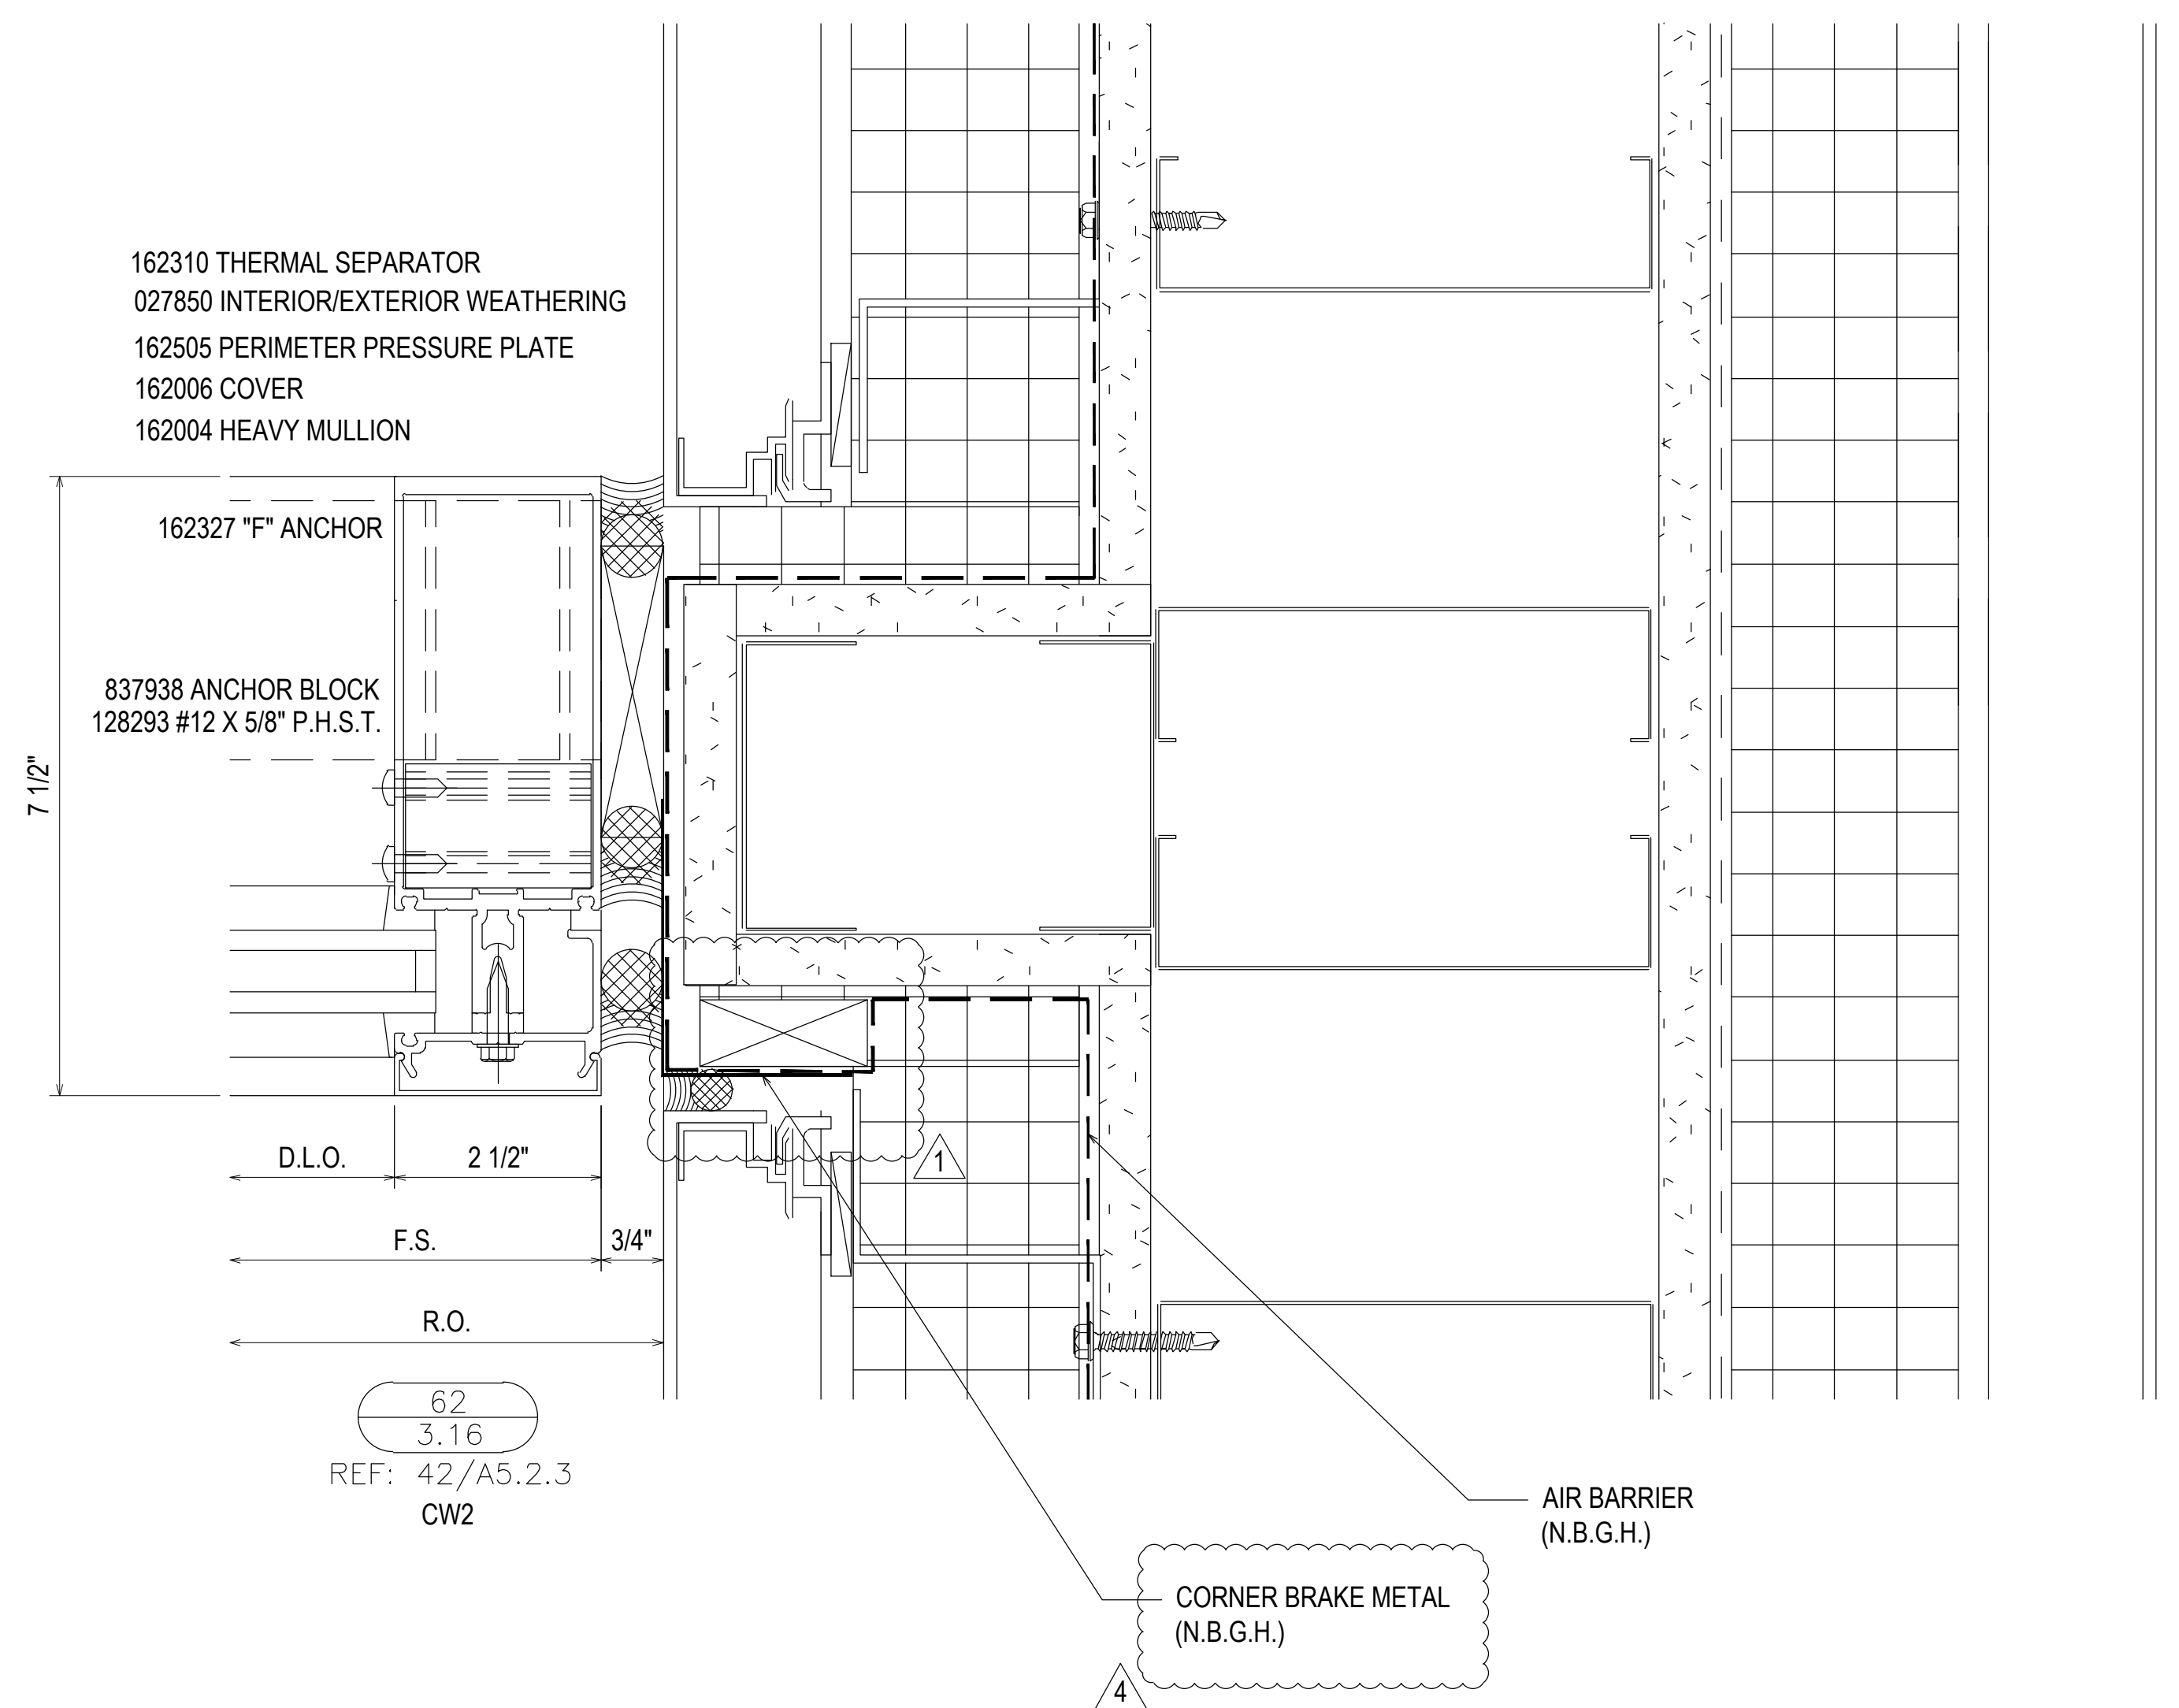 162310 THERMAL SEPARATOR
027850 INTERIOR/EXTERIOR WEATHERING
162505 PERIMETER PRESSURE PLATE
162006 COVER
162004 HEAVY MULLION
162327 "F" ANCHOR
837938 ANCHOR BLOCK
128293 #12 X 5/8" P.H.S.T.
7 1/2"
D.L.O.
2 1/2"
1
F.S.
3/4"
R.O.
62
3.16
REF: 42/A5.2.3
CW2
AIR BARRIER
(N.B.G.H.)
CORNER BRAKE METAL
(N.B.G.H.)
4